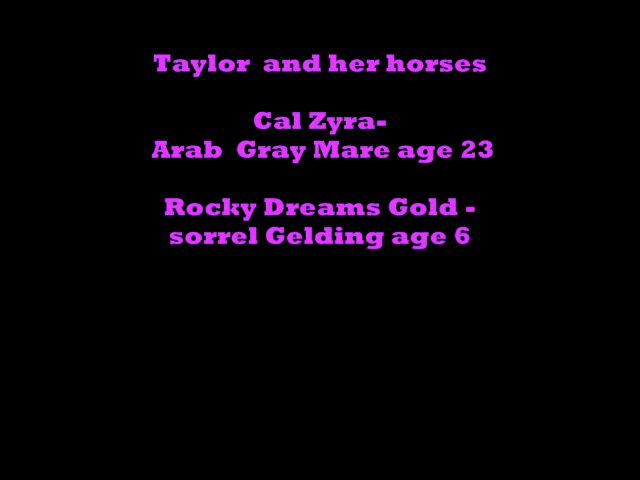 Taylor  and her horses
Cal Zyra-
Arab  Gray Mare age 23
Rocky Dreams Gold -
sorrel Gelding age 6